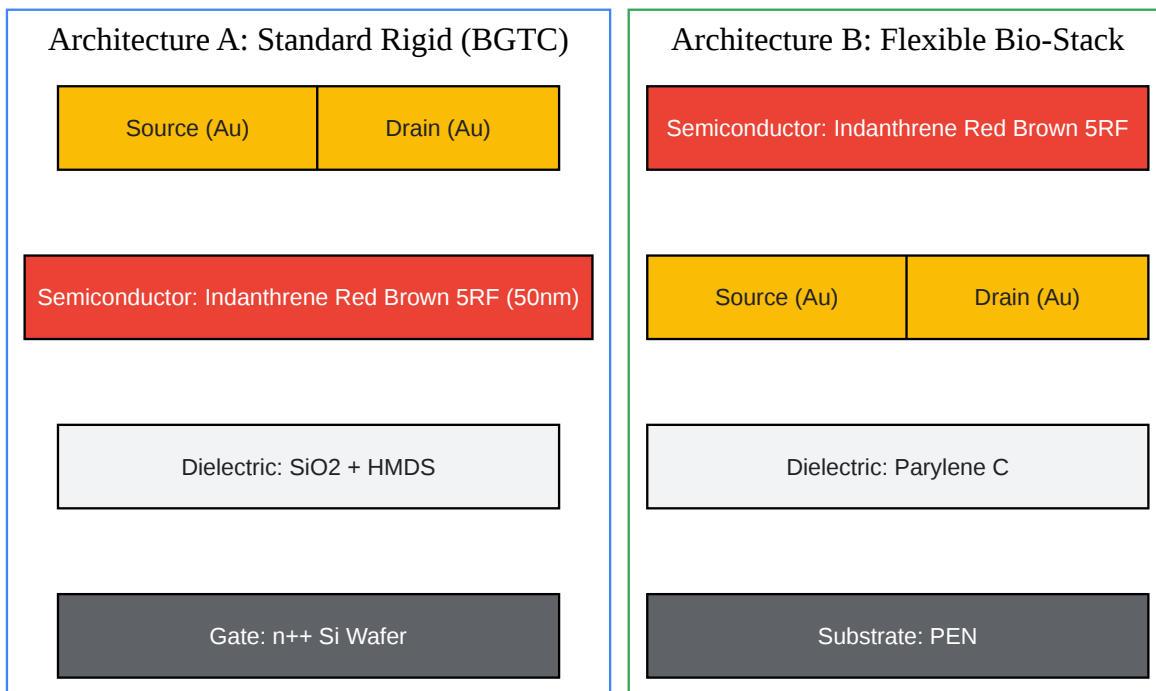 Architecture A: Standard Rigid (BGTC)
Source (Au)
Drain (Au)
Semiconductor: Indanthrene Red Brown 5RF (50nm)
Dielectric: SiO2 + HMDS
Gate: n++ Si Wafer
Architecture B: Flexible Bio-Stack
Semiconductor: Indanthrene Red Brown 5RF
Source (Au)
Drain (Au)
Dielectric: Parylene C
Substrate: PEN